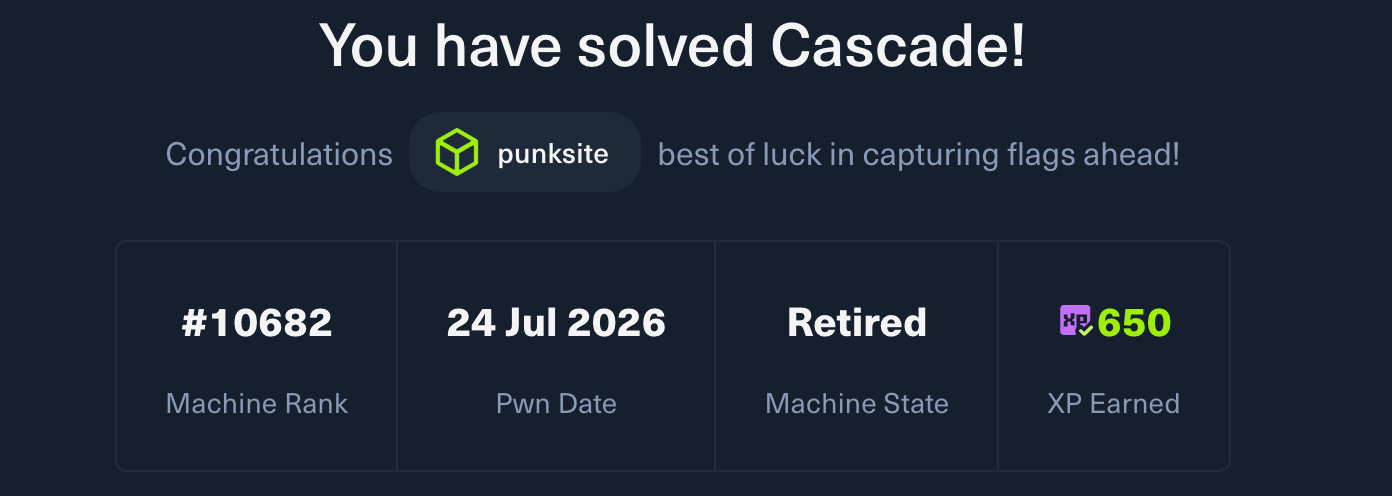 You have solved Cascade!
Congratulations punksite best of luck in capturing flags ahead!
#10682 24 Jul 2026 Retired XP 650
Machine Rank Pwn Date Machine State XP Earned